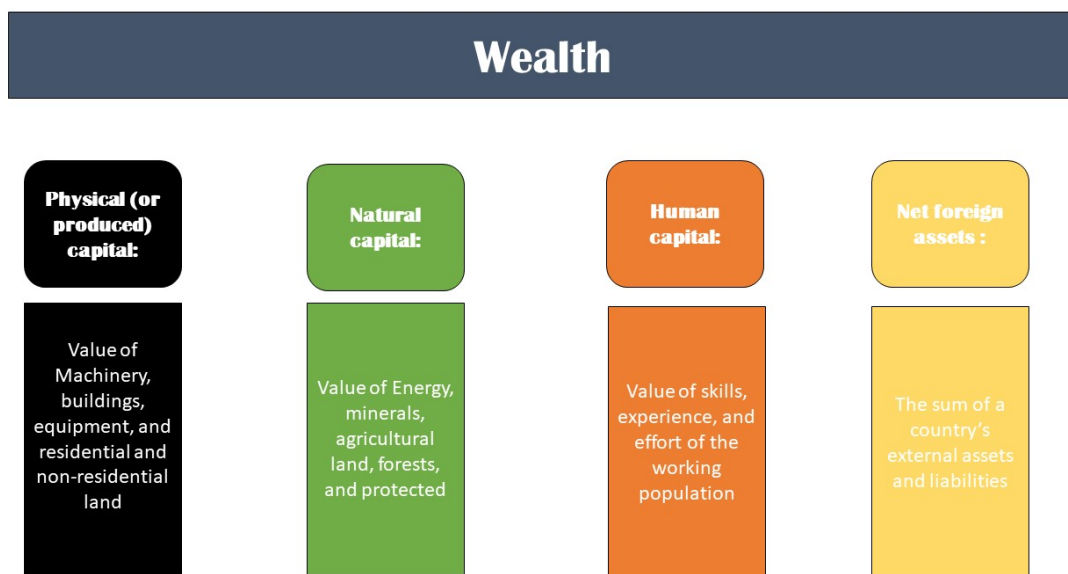 Wealth
Physical (or
produced)
capital:
Value of
Machinery,
buildings,
equipment, and
residential and
non-residential
land
Natural
capital:
Value of Energy,
minerals,
agricultural
land, forests,
and protected
Human
capital:
Value of skills,
experience, and
effort of the
working
population
Net foreign
assets :
The sum of a
country’s
external assets
and liabilities